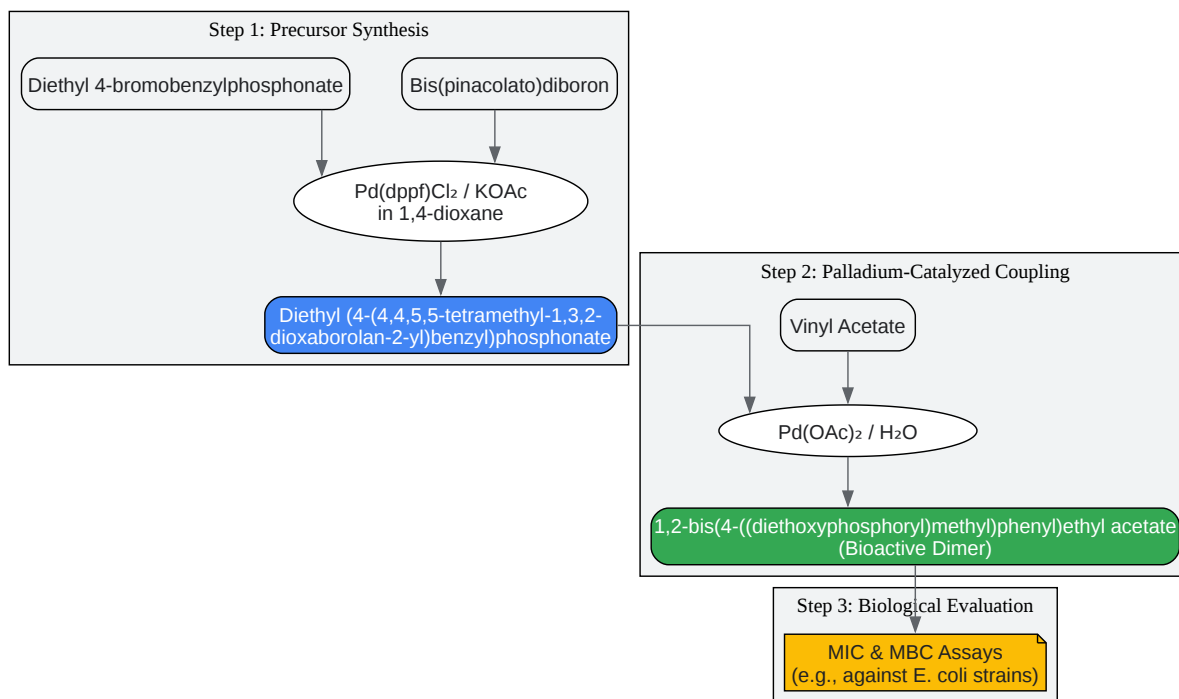 Step 1: Precursor Synthesis
Diethyl 4-bromobenzylphosphonate
Bis(pinacolato)diboron
Pd(dppf)Cl₂ / KOAc
in 1,4-dioxane
Diethyl (4-(4,4,5,5-tetramethyl-1,3,2-
dioxaborolan-2-yl)benzyl)phosphonate
Step 2: Palladium-Catalyzed Coupling
Vinyl Acetate
Pd(OAc)₂ / H₂O
1,2-bis(4-((diethoxyphosphoryl)methyl)phenyl)ethyl acetate
(Bioactive Dimer)
Step 3: Biological Evaluation
MIC & MBC Assays
(e.g., against E. coli strains)